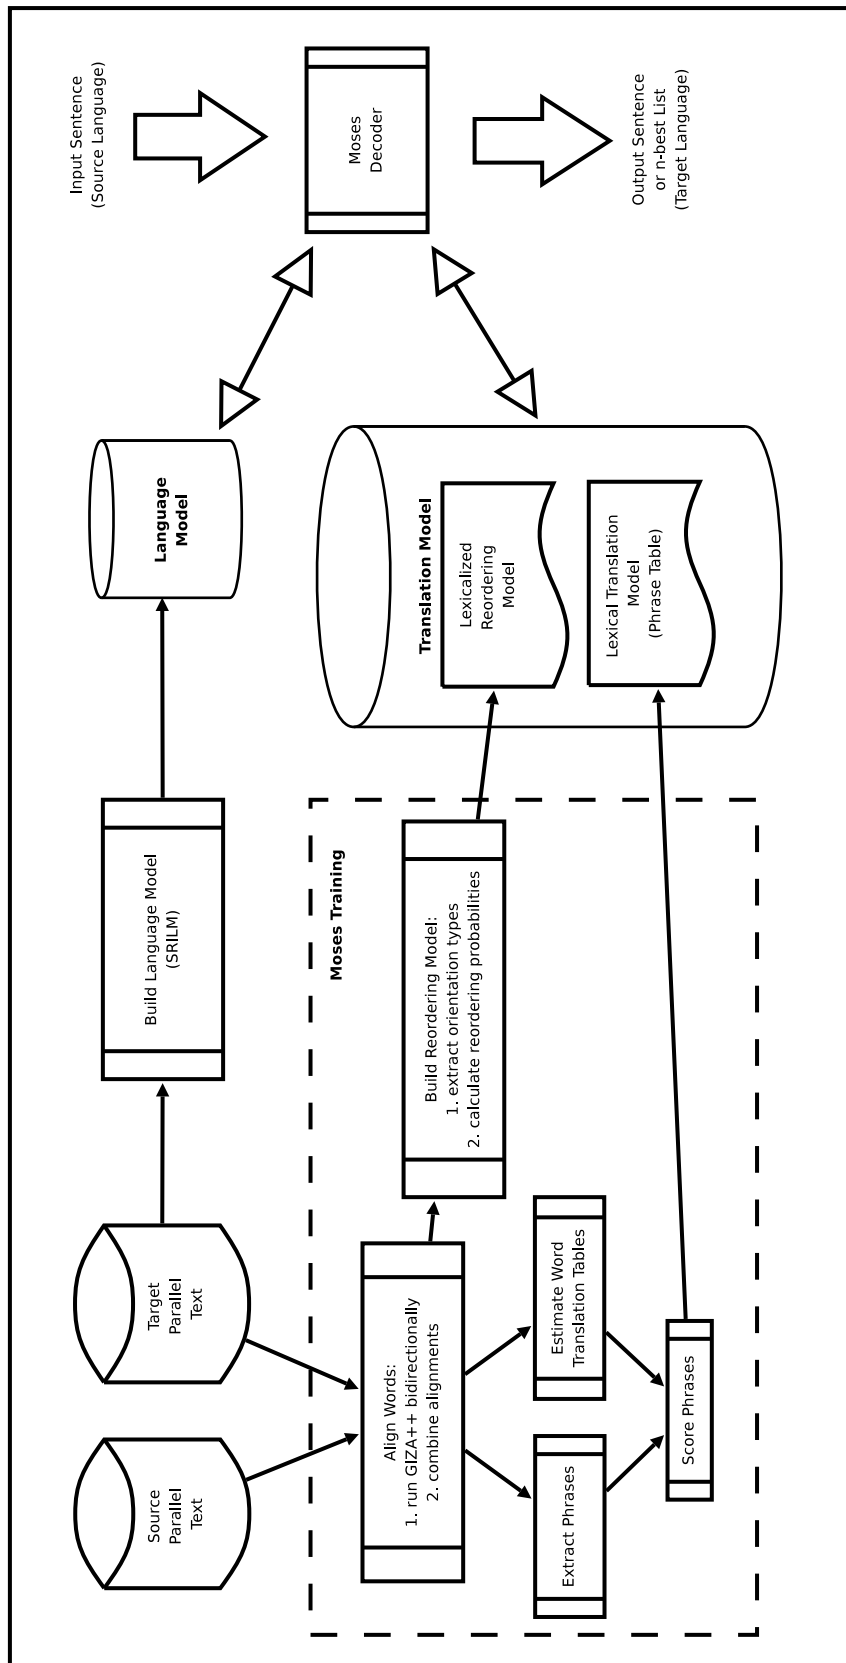 Source
Parallel
Text
Target
Parallel
Text
Build Language Model
(SRILM)
Language
Model
Input Sentence
(Source Language)
Moses
Decoder
Output Sentence
or n-best List
(Target Language)
Moses Training
Align Words:
1. run GIZA++ bidirectionally
2. combine alignments
Build Reordering Model:
1. extract orientation types
2. calculate reordering probabilities
Extract Phrases
Estimate Word
Translation Tables
Score Phrases
Translation Model
Lexicalized
Reordering
Model
Lexical Translation
Model
(Phrase Table)